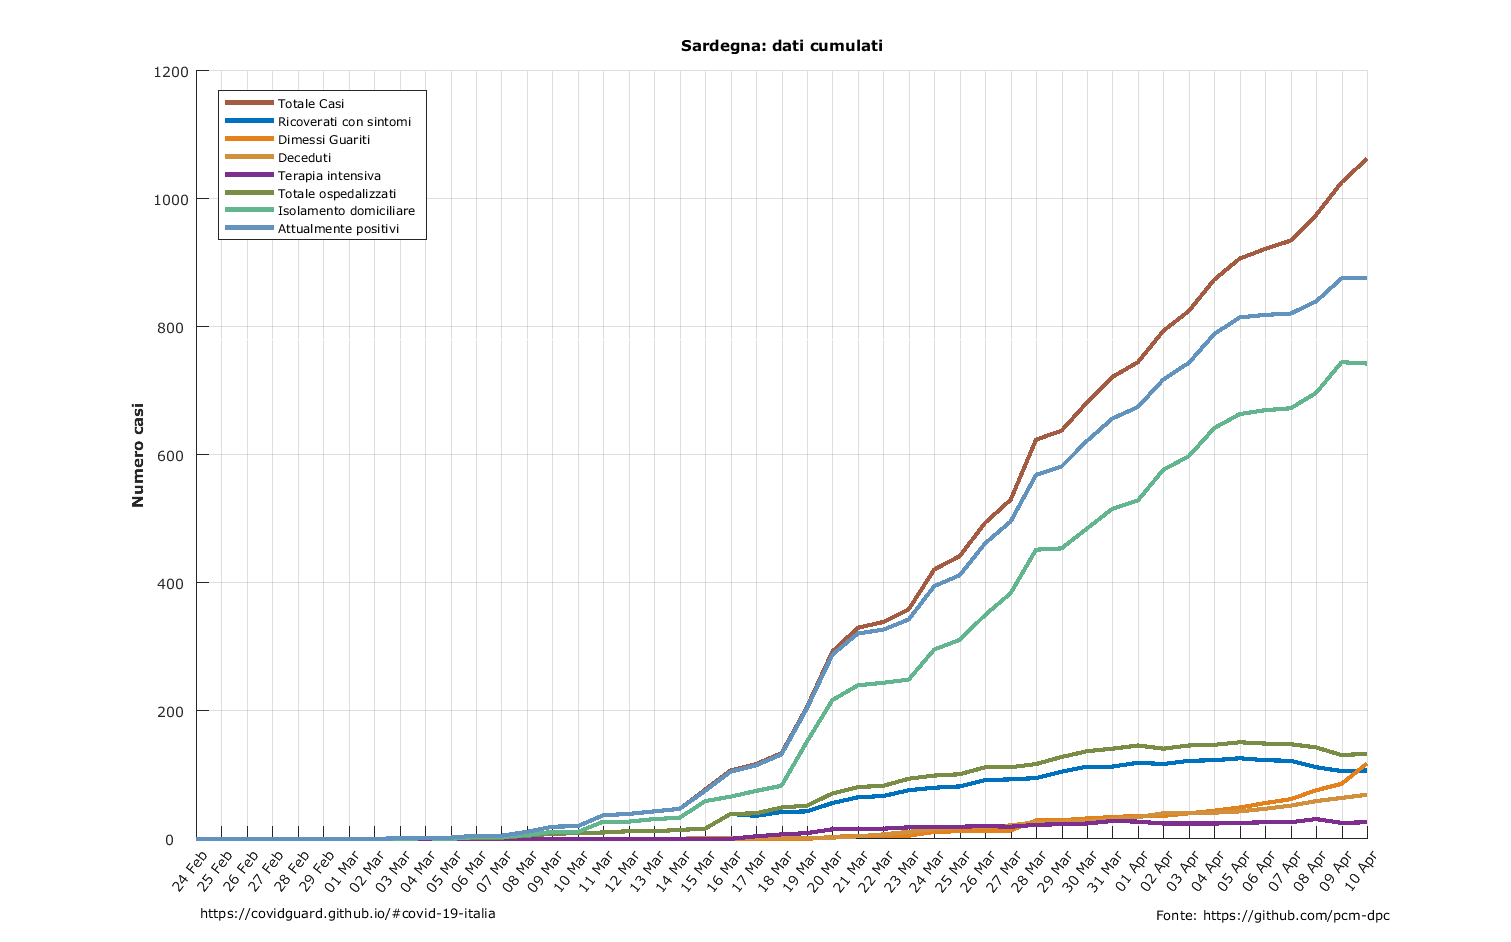 Sardegna: dati cumulati
1200
1000
800
600
400
200
0
Numero casi
Totale Casi
Ricoverati con sintomi
Dimessi Guariti
Deceduti
Terapia intensiva
Totale ospedalizzati
Isolamento domiciliare
Attualmente positivi
24 Feb
25 Feb
26 Feb
27 Feb
28 Feb
29 Feb
01 Mar
02 Mar
03 Mar
04 Mar
05 Mar
06 Mar
07 Mar
08 Mar
09 Mar
10 Mar
11 Mar
12 Mar
13 Mar
14 Mar
15 Mar
16 Mar
17 Mar
18 Mar
19 Mar
20 Mar
21 Mar
22 Mar
23 Mar
24 Mar
25 Mar
26 Mar
27 Mar
28 Mar
29 Mar
30 Mar
31 Mar
01 Apr
02 Apr
03 Apr
04 Apr
05 Apr
06 Apr
07 Apr
08 Apr
09 Apr
10 Apr
https://covidguard.github.io/#covid-19-italia
Fonte: https://github.com/pcm-dpc